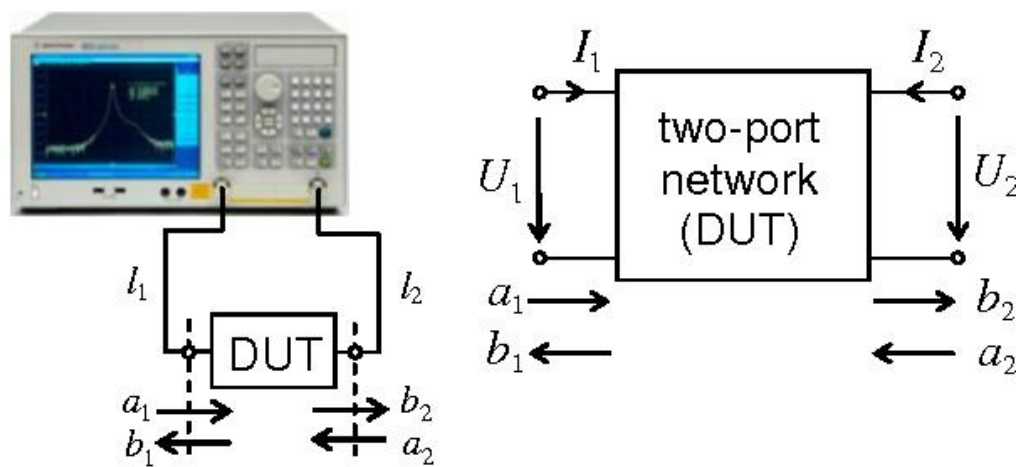 I₁
I₂
two-port
network
(DUT)
U₁
U₂
a₁
b₂
b₁
a₂
l₁
l₂
DUT
a₁
b₂
b₁
a₂